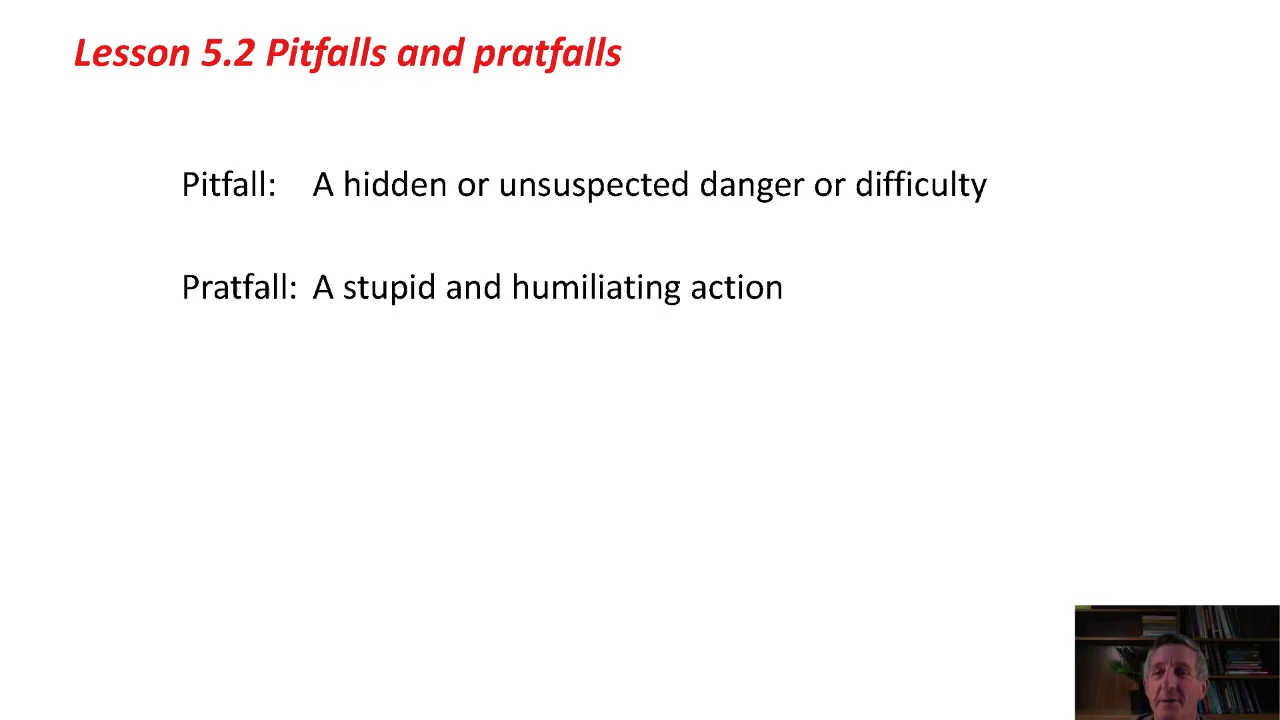 Lesson 5.2 Pitfalls and pratfalls
Pitfall: A hidden or unsuspected danger or difficulty
Pratfall: A stupid and humiliating action